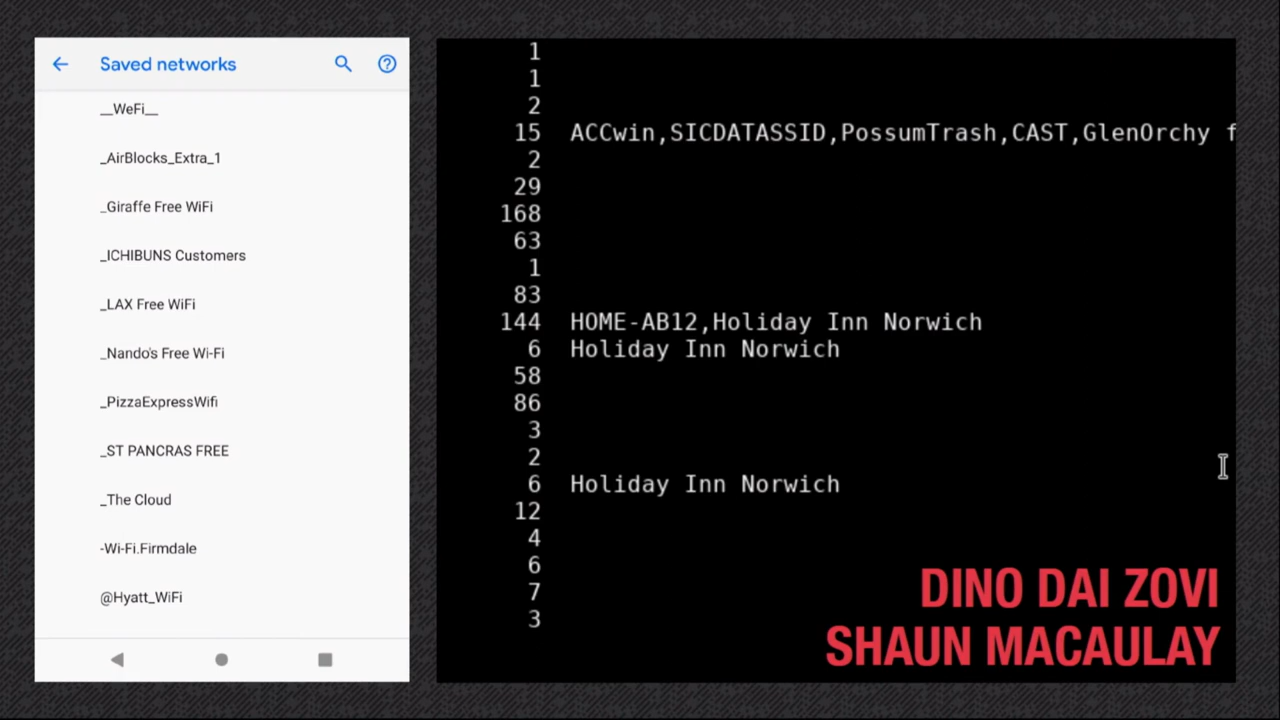 Saved networks
__WeFi__
_AirBlocks_Extra_1
_Giraffe Free WiFi
_ICHIBUNS Customers
_LAX Free WiFi
_Nando's Free Wi-Fi
_PizzaExpressWifi
_ST PANCRAS FREE
_The Cloud
-Wi-Fi.Firmdale
@Hyatt_WiFi
1
1
2
15 ACCwin,SICDATASSID,PossumTrash,CAST,GlenOrchy f
2
29
168
63
1
83
144 HOME-AB12,Holiday Inn Norwich
6 Holiday Inn Norwich
58
86
3
2
6 Holiday Inn Norwich
12
4
6
7
3
DINO DAI ZOVI
SHAUN MACAULAY